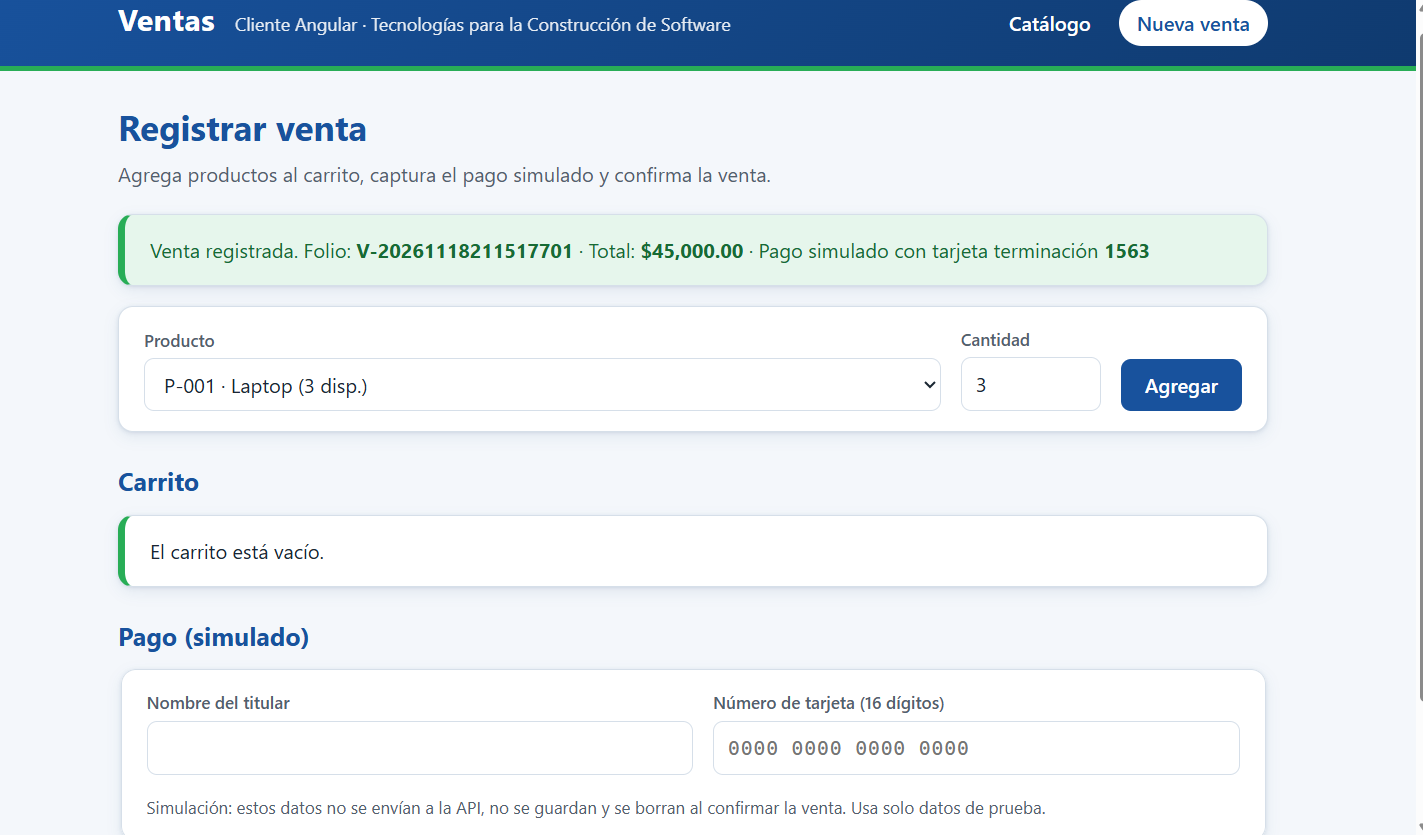 Ventas Cliente Angular · Tecnologías para la Construcción de Software Catálogo Nueva venta
Registrar venta
Agrega productos al carrito, captura el pago simulado y confirma la venta.
Venta registrada. Folio: V-20261118211517701 · Total: $45,000.00 · Pago simulado con tarjeta terminación 1563
Producto Cantidad
P-001 · Laptop (3 disp.) 3 Agregar
Carrito
El carrito está vacío.
Pago (simulado)
Nombre del titular Número de tarjeta (16 dígitos)
0000 0000 0000 0000
Simulación: estos datos no se envían a la API, no se guardan y se borran al confirmar la venta. Usa solo datos de prueba.